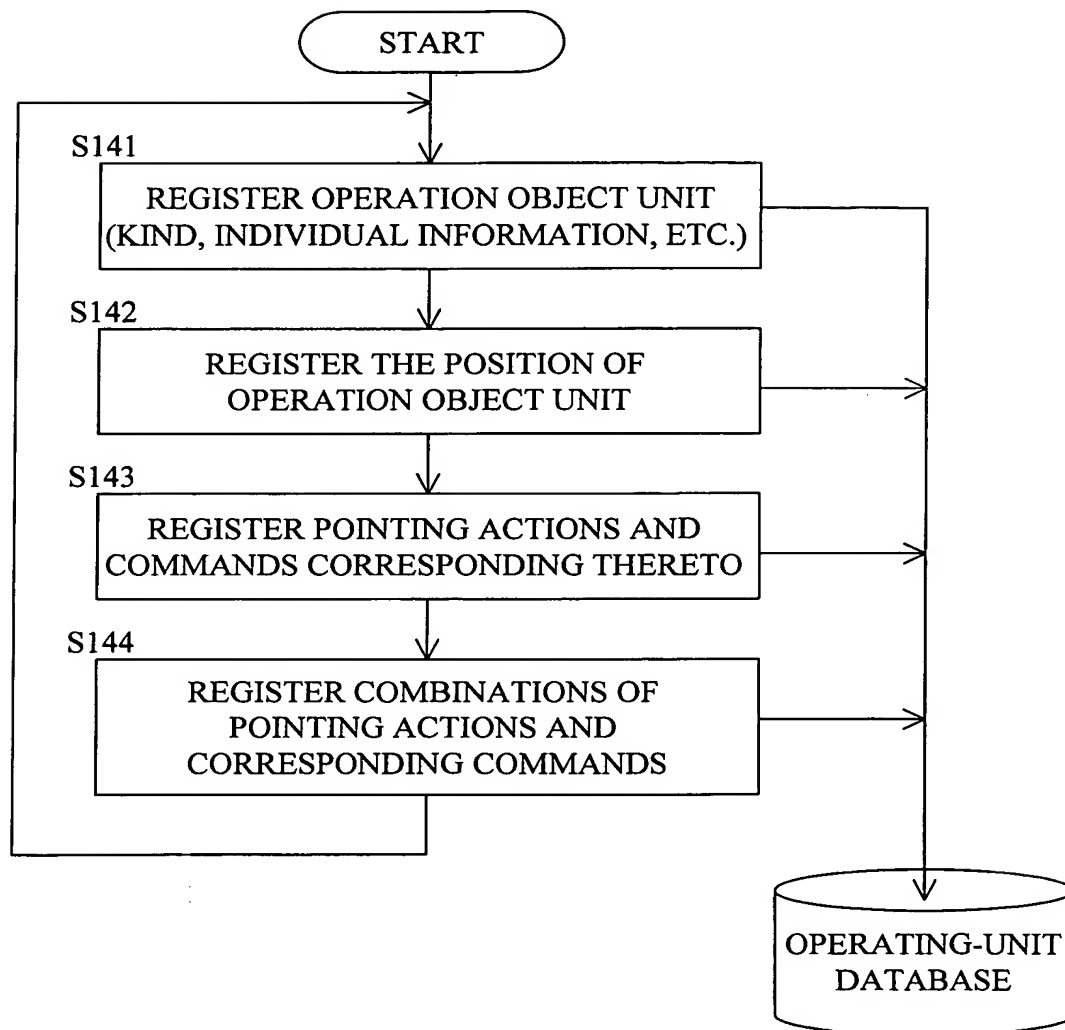 START
S141
REGISTER OPERATION OBJECT UNIT
(KIND, INDIVIDUAL INFORMATION, ETC.)
S142
REGISTER THE POSITION OF
OPERATION OBJECT UNIT
S143
REGISTER POINTING ACTIONS AND
COMMANDS CORRESPONDING THERETO
S144
REGISTER COMBINATIONS OF
POINTING ACTIONS AND
CORRESPONDING COMMANDS
OPERATING-UNIT
DATABASE